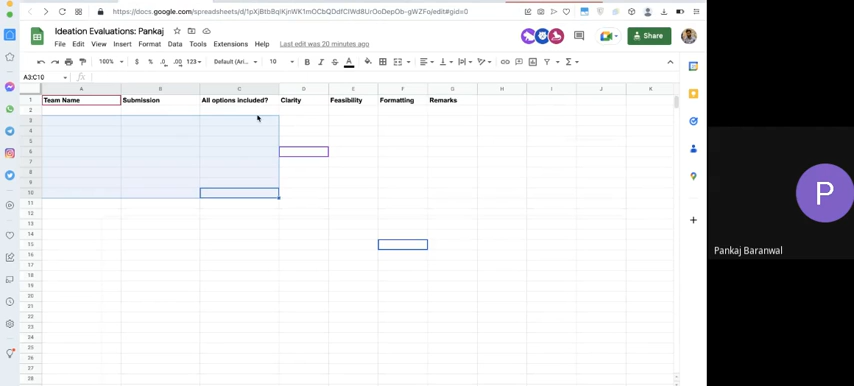 https://docs.google.com/spreadsheets/d/1pXjBtbBqlKjnWK1mOCbQDdfCIWd8UrOoDepOb-gWZFo/edit#gid=0
Ideation Evaluations: Pankaj
File Edit View Insert Format Data Tools Extensions Help Last edit was 20 minutes ago
Share
100% $ % .0 .00 123 Default (Ari... 10 B I S A
A3:C10 fx
A B C D E F G H I J K
1 Team Name Submission All options included? Clarity Feasibility Formatting Remarks
2
3
4
5
6
7
8
9
10
11
12
13
14
15
16
17
18
19
20
21
22
23
24
25
26
27
28
P
Pankaj Baranwal